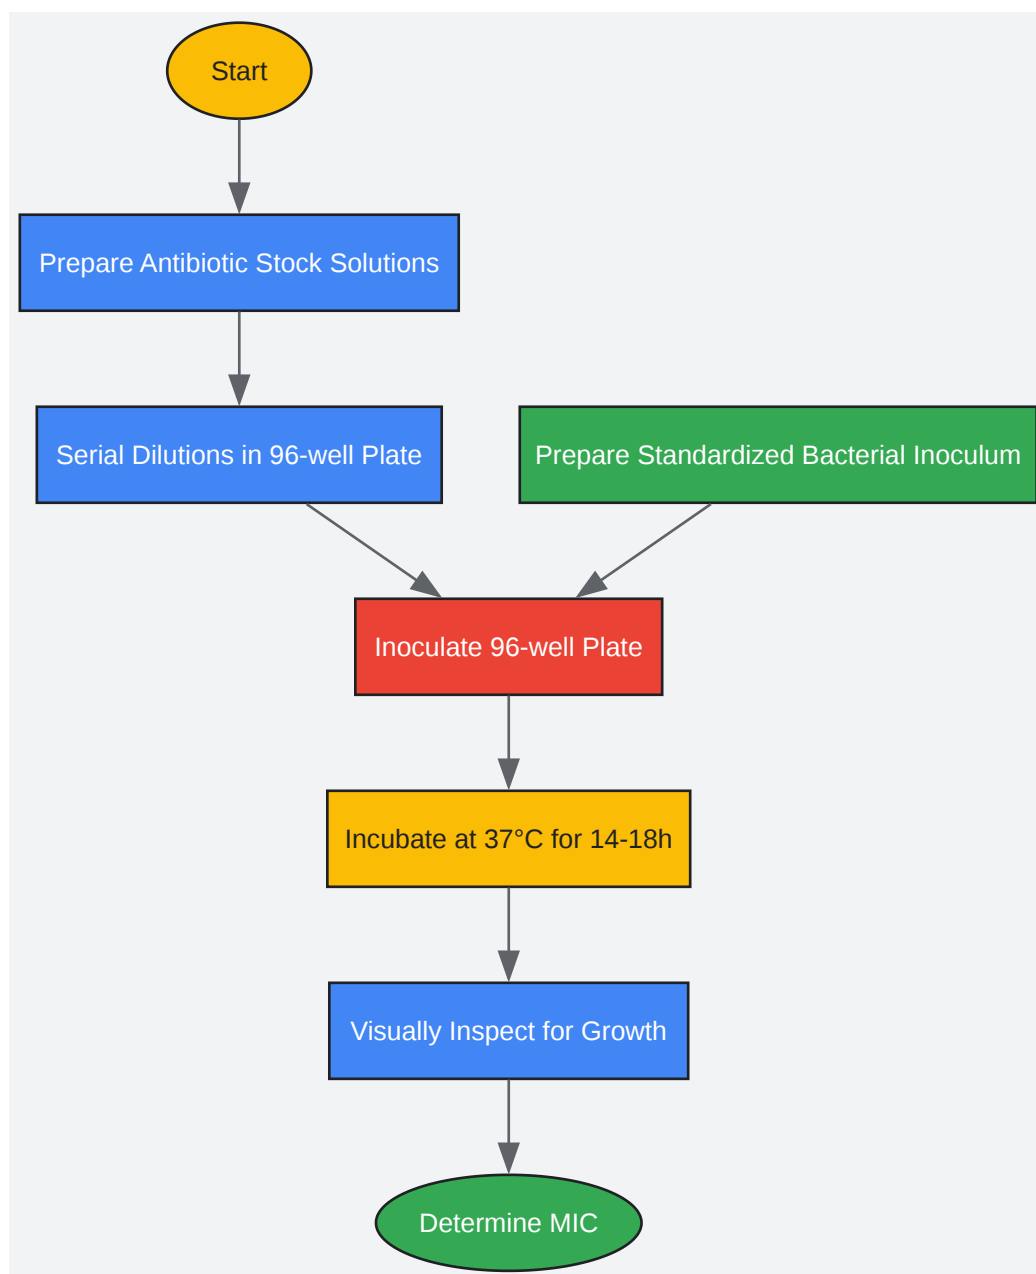 Start
Prepare Antibiotic Stock Solutions
Serial Dilutions in 96-well Plate
Prepare Standardized Bacterial Inoculum
Inoculate 96-well Plate
Incubate at 37°C for 14-18h
Visually Inspect for Growth
Determine MIC